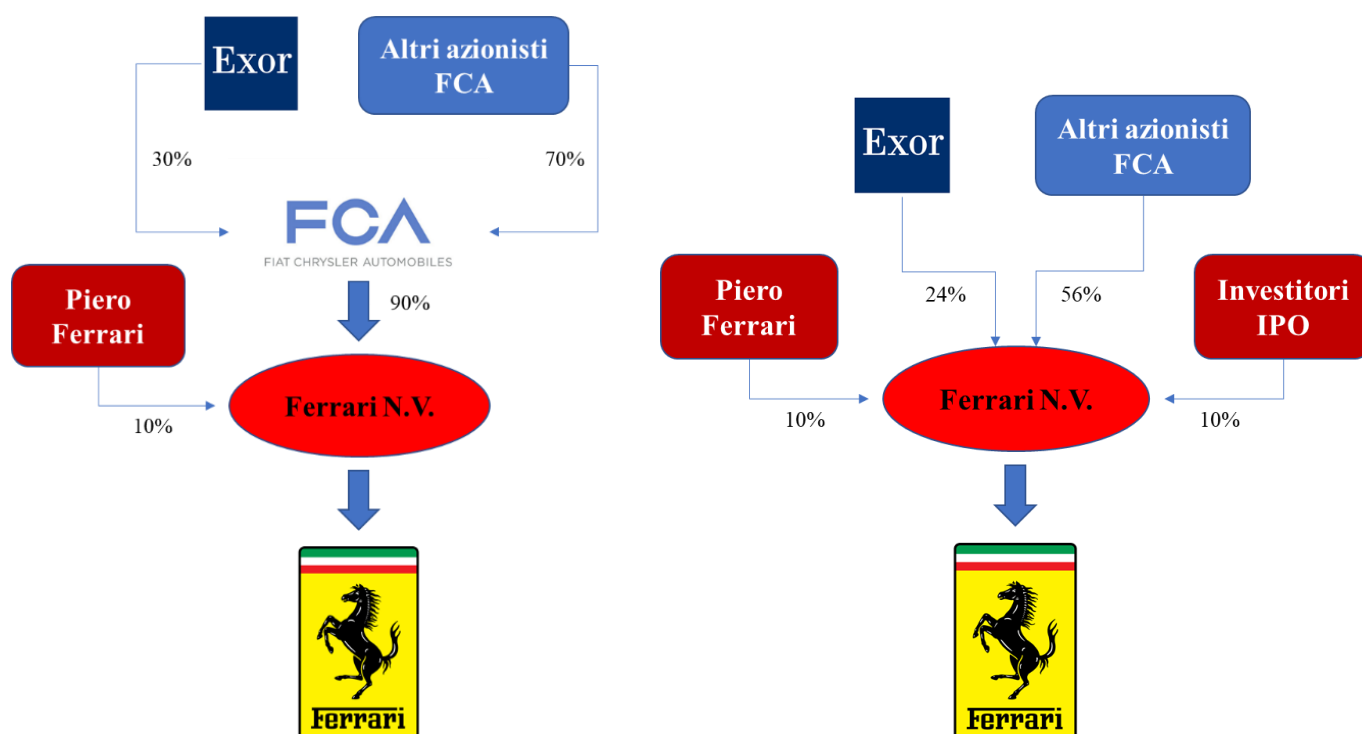 Exor
Altri azionisti
FCA
30%
70%
FCA
FIAT CHRYSLER AUTOMOBILES
Piero
Ferrari
90%
10%
Ferrari N.V.
Ferrari
Exor
Altri azionisti
FCA
Piero
Ferrari
24%
56%
Investitori
IPO
10%
Ferrari N.V.
10%
Ferrari